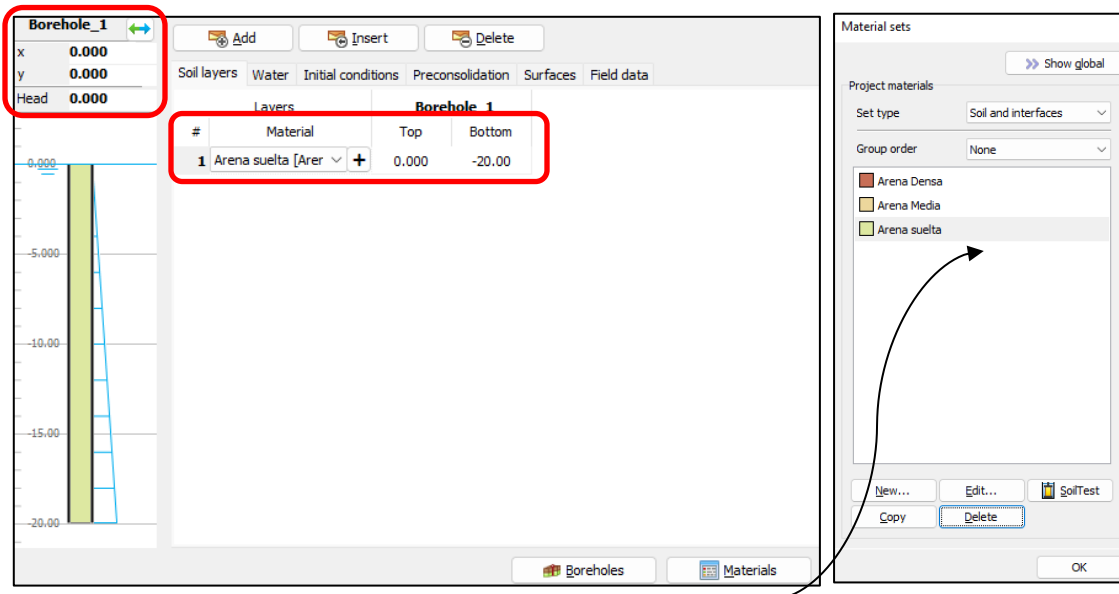 Borehole_1
x 0.000
y 0.000
Head 0.000
0.000
-5.000
-10.00
-15.00
-20.00
Add Insert Delete
Soil layers Water Initial conditions Preconsolidation Surfaces Field data
Layers Borehole_1
# Material Top Bottom
1 Arena suelta [Arer + 0.000 -20.00
Boreholes Materials
Material sets
Show global
Project materials
Set type Soil and interfaces
Group order None
Arena Densa
Arena Media
Arena suelta
New... Edit... SoilTest
Copy Delete
OK